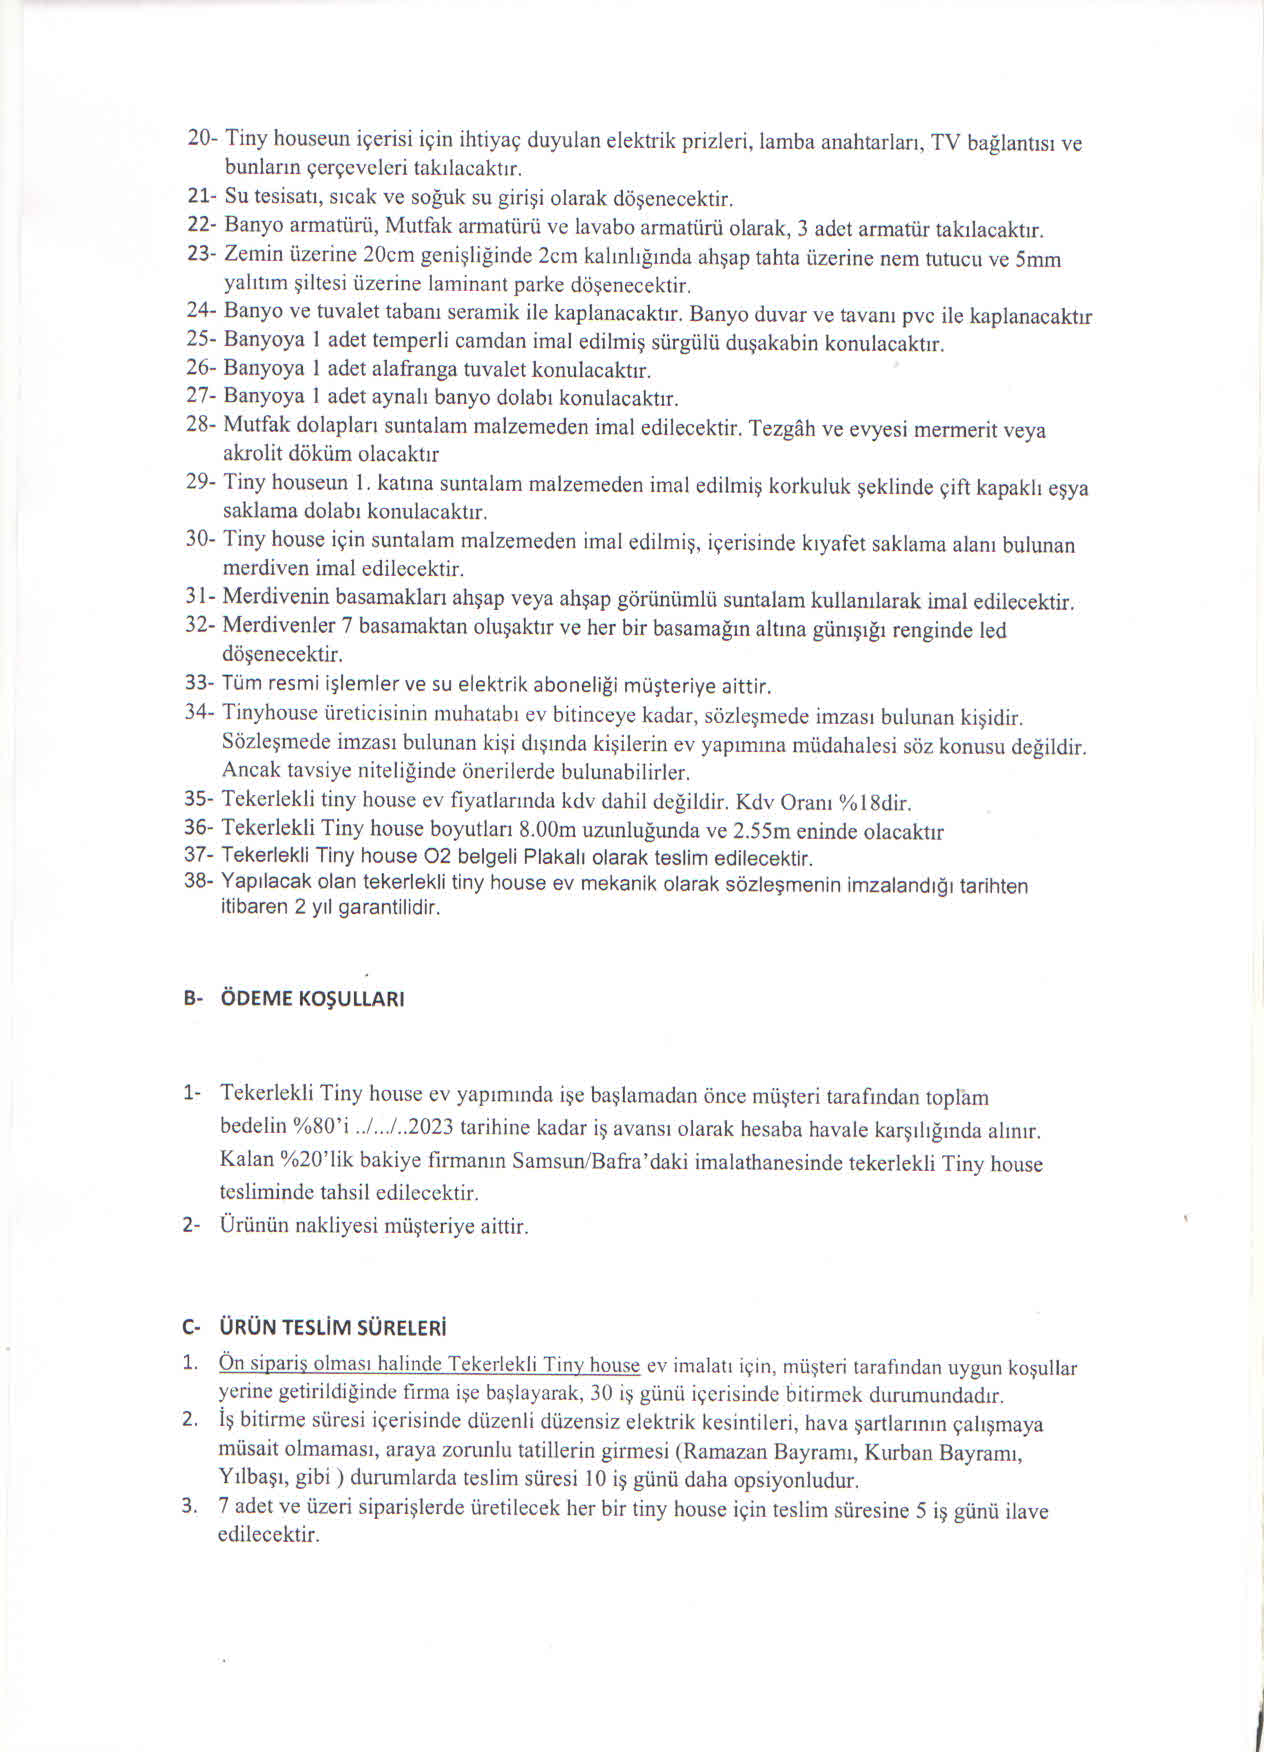 20- Tiny houseun içerisi için ihtiyaç duyulan elektrik prizleri, lamba anahtarları, TV bağlantısı ve
bunların çerçeveleri takılacaktır.
21- Su tesisatı, sıcak ve soğuk su girişi olarak döşenecektir.
22- Banyo armatürü, Mutfak armatürü ve lavabo armatürü olarak, 3 adet armatür takılacaktır.
23- Zemin üzerine 20cm genişliğinde 2cm kalınlığında ahşap tahta üzerine nem tutucu ve 5mm
yalıtım şiltesi üzerine laminant parke döşenecektir.
24- Banyo ve tuvalet tabanı seramik ile kaplanacaktır. Banyo duvar ve tavanı pvc ile kaplanacaktır
25- Banyoya 1 adet temperli camdan imal edilmiş sürgülü duşakabin konulacaktır.
26- Banyoya 1 adet alafranga tuvalet konulacaktır.
27- Banyoya 1 adet aynalı banyo dolabı konulacaktır.
28- Mutfak dolapları suntalam malzemeden imal edilecektir. Tezgâh ve evyesi mermerit veya
akrolit döküm olacaktır
29- Tiny houseun 1. katına suntalam malzemeden imal edilmiş korkuluk şeklinde çift kapaklı eşya
saklama dolabı konulacaktır.
30- Tiny house için suntalam malzemeden imal edilmiş, içerisinde kıyafet saklama alanı bulunan
merdiven imal edilecektir.
31- Merdivenin basamakları ahşap veya ahşap görünümlü suntalam kullanılarak imal edilecektir.
32- Merdivenler 7 basamaktan oluşaktır ve her bir basamağın altına günışığı renginde led
döşenecektir.
33- Tüm resmi işlemler ve su elektrik aboneliği müşteriye aittir.
34- Tinyhouse üreticisinin muhatabı ev bitinceye kadar, sözleşmede imzası bulunan kişidir.
Sözleşmede imzası bulunan kişi dışında kişilerin ev yapımına müdahalesi söz konusu değildir.
Ancak tavsiye niteliğinde önerilerde bulunabilirler.
35- Tekerlekli tiny house ev fiyatlarında kdv dahil değildir. Kdv Oranı %18dir.
36- Tekerlekli Tiny house boyutları 8.00m uzunluğunda ve 2.55m eninde olacaktır
37- Tekerlekli Tiny house O2 belgeli Plakalı olarak teslim edilecektir.
38- Yapılacak olan tekerlekli tiny house ev mekanik olarak sözleşmenin imzalandığı tarihten
itibaren 2 yıl garantilidir.
B- ÖDEME KOŞULLARI
1- Tekerlekli Tiny house ev yapımında işe başlamadan önce müşteri tarafından toplam
bedelin %80’i ../.../..2023 tarihine kadar iş avansı olarak hesaba havale karşılığında alınır.
Kalan %20’lik bakiye firmanın Samsun/Bafra’daki imalathanesinde tekerlekli Tiny house
tesliminde tahsil edilecektir.
2- Ürünün nakliyesi müşteriye aittir.
C- ÜRÜN TESLİM SÜRELERİ
1. Ön sipariş olması halinde Tekerlekli Tiny house ev imalatı için, müşteri tarafından uygun koşullar
yerine getirildiğinde firma işe başlayarak, 30 iş günü içerisinde bitirmek durumundadır.
2. İş bitirme süresi içerisinde düzenli düzensiz elektrik kesintileri, hava şartlarının çalışmaya
müsait olmaması, araya zorunlu tatillerin girmesi (Ramazan Bayramı, Kurban Bayramı,
Yılbaşı, gibi ) durumlarda teslim süresi 10 iş günü daha opsiyonludur.
3. 7 adet ve üzeri siparişlerde üretilecek her bir tiny house için teslim süresine 5 iş günü ilave
edilecektir.